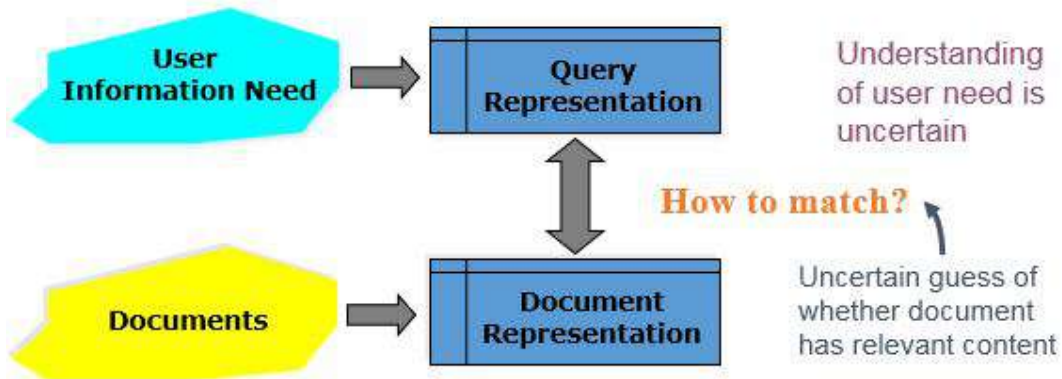 User
Information Need
Query
Representation
Understanding
of user need is
uncertain
How to match?
Documents
Document
Representation
Uncertain guess of
whether document
has relevant content